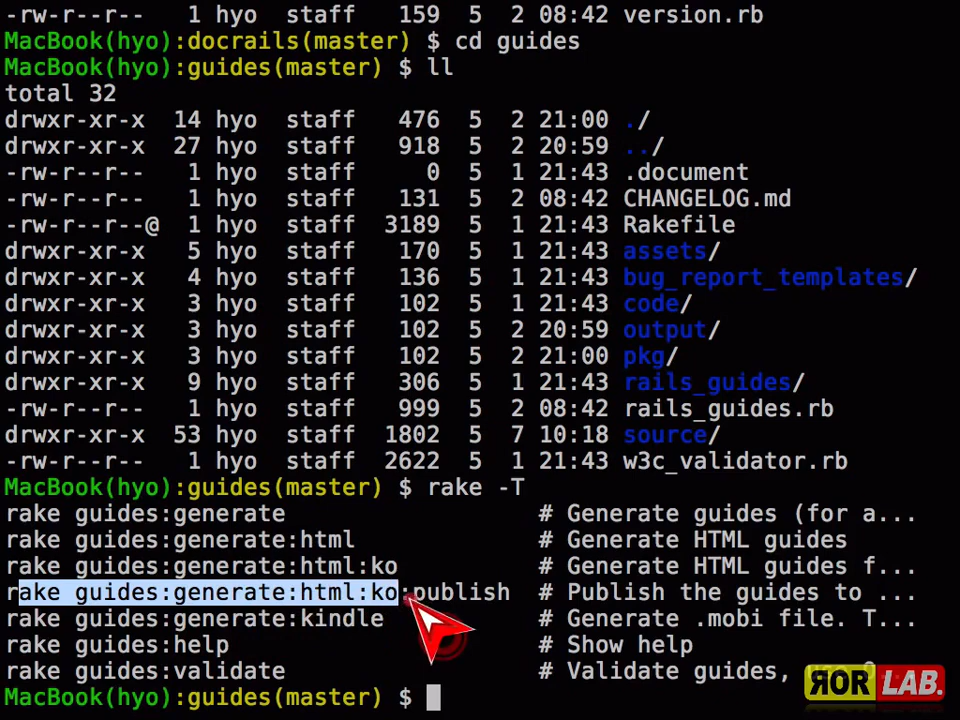 -rw-r--r--   1 hyo  staff   159  5  2 08:42 version.rb
MacBook(hyo):docrails(master) $ cd guides
MacBook(hyo):guides(master) $ ll
total 32
drwxr-xr-x  14 hyo  staff   476  5  2 21:00 ./
drwxr-xr-x  27 hyo  staff   918  5  2 20:59 ../
-rw-r--r--   1 hyo  staff     0  5  1 21:43 .document
-rw-r--r--   1 hyo  staff   131  5  2 08:42 CHANGELOG.md
-rw-r--r--@  1 hyo  staff  3189  5  1 21:43 Rakefile
drwxr-xr-x   5 hyo  staff   170  5  1 21:43 assets/
drwxr-xr-x   4 hyo  staff   136  5  1 21:43 bug_report_templates/
drwxr-xr-x   3 hyo  staff   102  5  1 21:43 code/
drwxr-xr-x   3 hyo  staff   102  5  2 20:59 output/
drwxr-xr-x   3 hyo  staff   102  5  2 21:00 pkg/
drwxr-xr-x   9 hyo  staff   306  5  1 21:43 rails_guides/
-rw-r--r--   1 hyo  staff   999  5  2 08:42 rails_guides.rb
drwxr-xr-x  53 hyo  staff  1802  5  7 10:18 source/
-rw-r--r--   1 hyo  staff  2622  5  1 21:43 w3c_validator.rb
MacBook(hyo):guides(master) $ rake -T
rake guides:generate                  # Generate guides (for a...
rake guides:generate:html             # Generate HTML guides
rake guides:generate:html:ko          # Generate HTML guides f...
rake guides:generate:html:ko:publish  # Publish the guides to ...
rake guides:generate:kindle           # Generate .mobi file. T...
rake guides:help                      # Show help
rake guides:validate                  # Validate guides,
MacBook(hyo):guides(master) $
RORLAB.